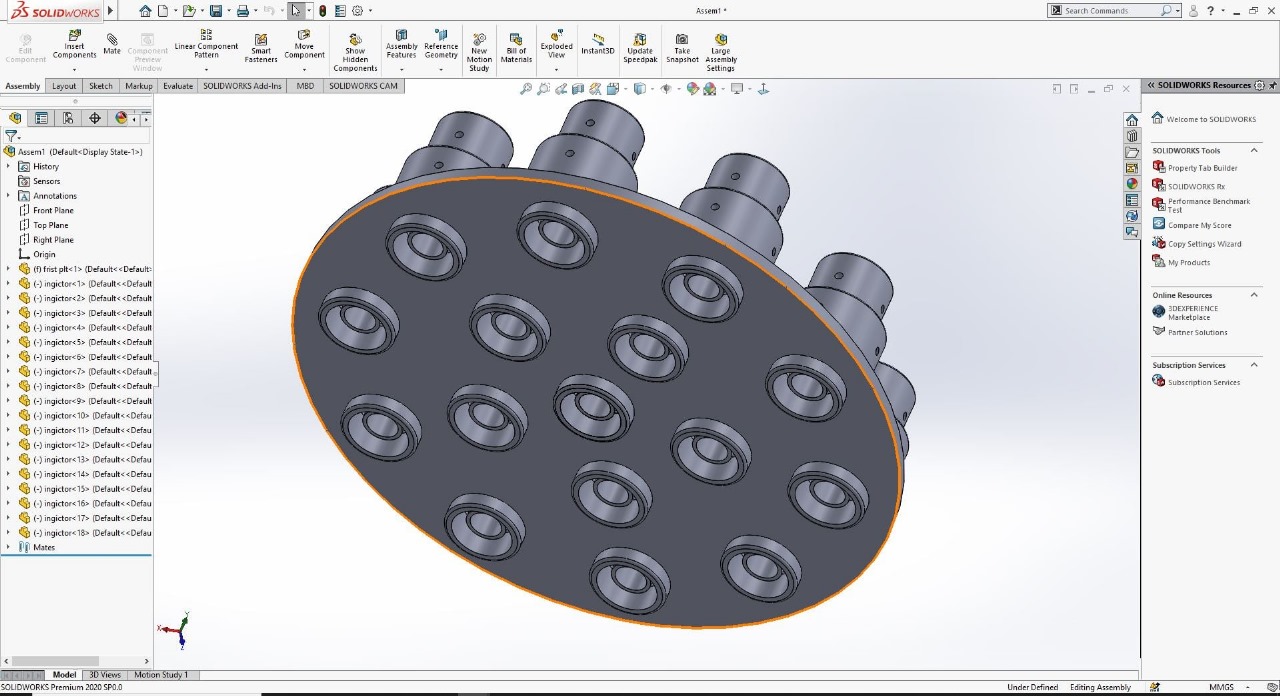 SOLIDWORKS
Assem1 *
Search Commands
Edit Component
Insert Components
Mate
Component Preview Window
Linear Component Pattern
Smart Fasteners
Move Component
Show Hidden Components
Assembly Features
Reference Geometry
New Motion Study
Bill of Materials
Exploded View
Instant3D
Update Speedpak
Take Snapshot
Large Assembly Settings
Assembly Layout Sketch Markup Evaluate SOLIDWORKS Add-Ins MBD SOLIDWORKS CAM
Assem1 (Default<Display State-1>)
History
Sensors
Annotations
Front Plane
Top Plane
Right Plane
Origin
(f) frist plt<1> (Default<<Default>
(-) ingictor<1> (Default<<Default
(-) ingictor<2> (Default<<Default
(-) ingictor<3> (Default<<Default
(-) ingictor<4> (Default<<Default
(-) ingictor<5> (Default<<Default
(-) ingictor<6> (Default<<Default
(-) ingictor<7> (Default<<Default
(-) ingictor<8> (Default<<Default
(-) ingictor<9> (Default<<Default
(-) ingictor<10> (Default<<Defau
(-) ingictor<11> (Default<<Defau
(-) ingictor<12> (Default<<Defau
(-) ingictor<13> (Default<<Defau
(-) ingictor<14> (Default<<Defau
(-) ingictor<15> (Default<<Defau
(-) ingictor<16> (Default<<Defau
(-) ingictor<17> (Default<<Defau
(-) ingictor<18> (Default<<Defau
Mates
X
Y
Z
SOLIDWORKS Resources
Welcome to SOLIDWORKS
SOLIDWORKS Tools
Property Tab Builder
SOLIDWORKS Rx
Performance Benchmark
Test
Compare My Score
Copy Settings Wizard
My Products
Online Resources
3DEXPERIENCE
Marketplace
Partner Solutions
Subscription Services
Subscription Services
Model 3D Views Motion Study 1
SOLIDWORKS Premium 2020 SP0.0
Under Defined Editing Assembly MMGS